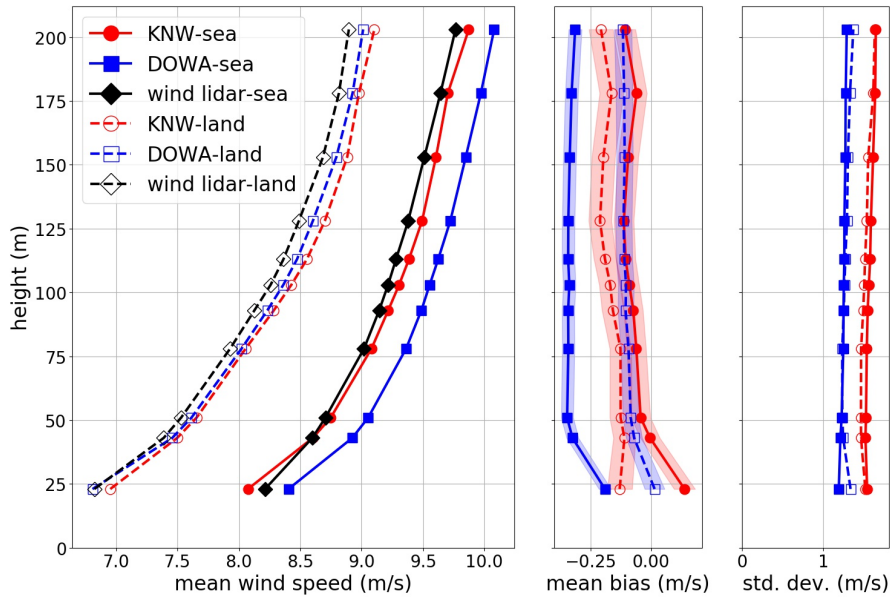 KNW-sea
DOWA-sea
wind lidar-sea
KNW-land
DOWA-land
wind lidar-land
height (m)
200
175
150
125
100
75
50
25
0
7.0 7.5 8.0 8.5 9.0 9.5 10.0
mean wind speed (m/s)
−0.25 0.00
mean bias (m/s)
0 1
std. dev. (m/s)